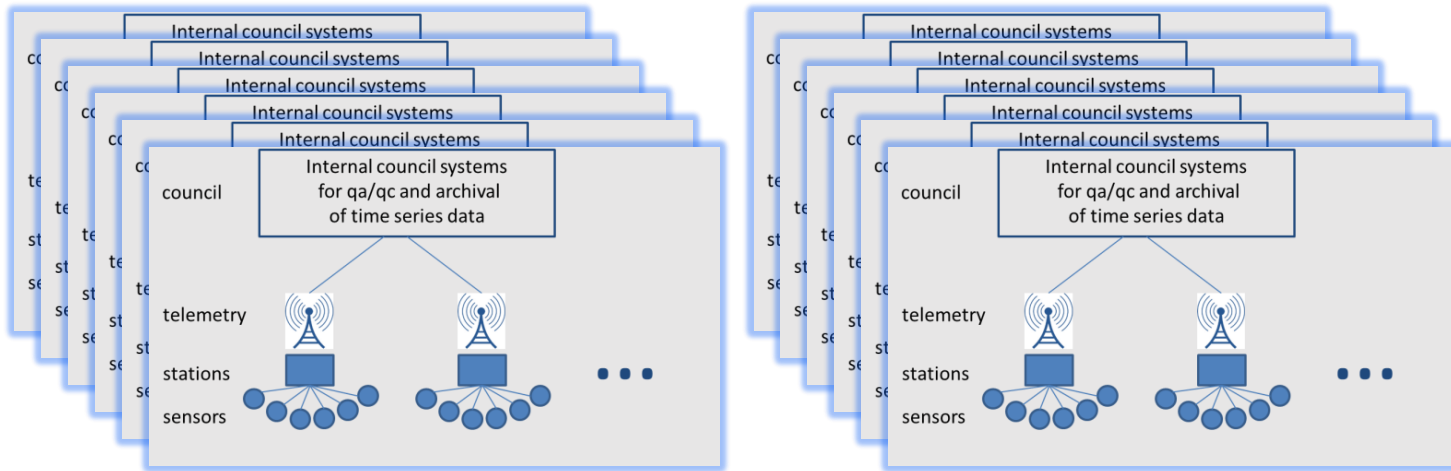 Internal council systems
Internal council systems
Internal council systems
Internal council systems
Internal council systems
Internal council systems
for qa/qc and archival
of time series data
council
telemetry
stations
sensors
Internal council systems
Internal council systems
Internal council systems
Internal council systems
Internal council systems
Internal council systems
for qa/qc and archival
of time series data
council
telemetry
stations
sensors